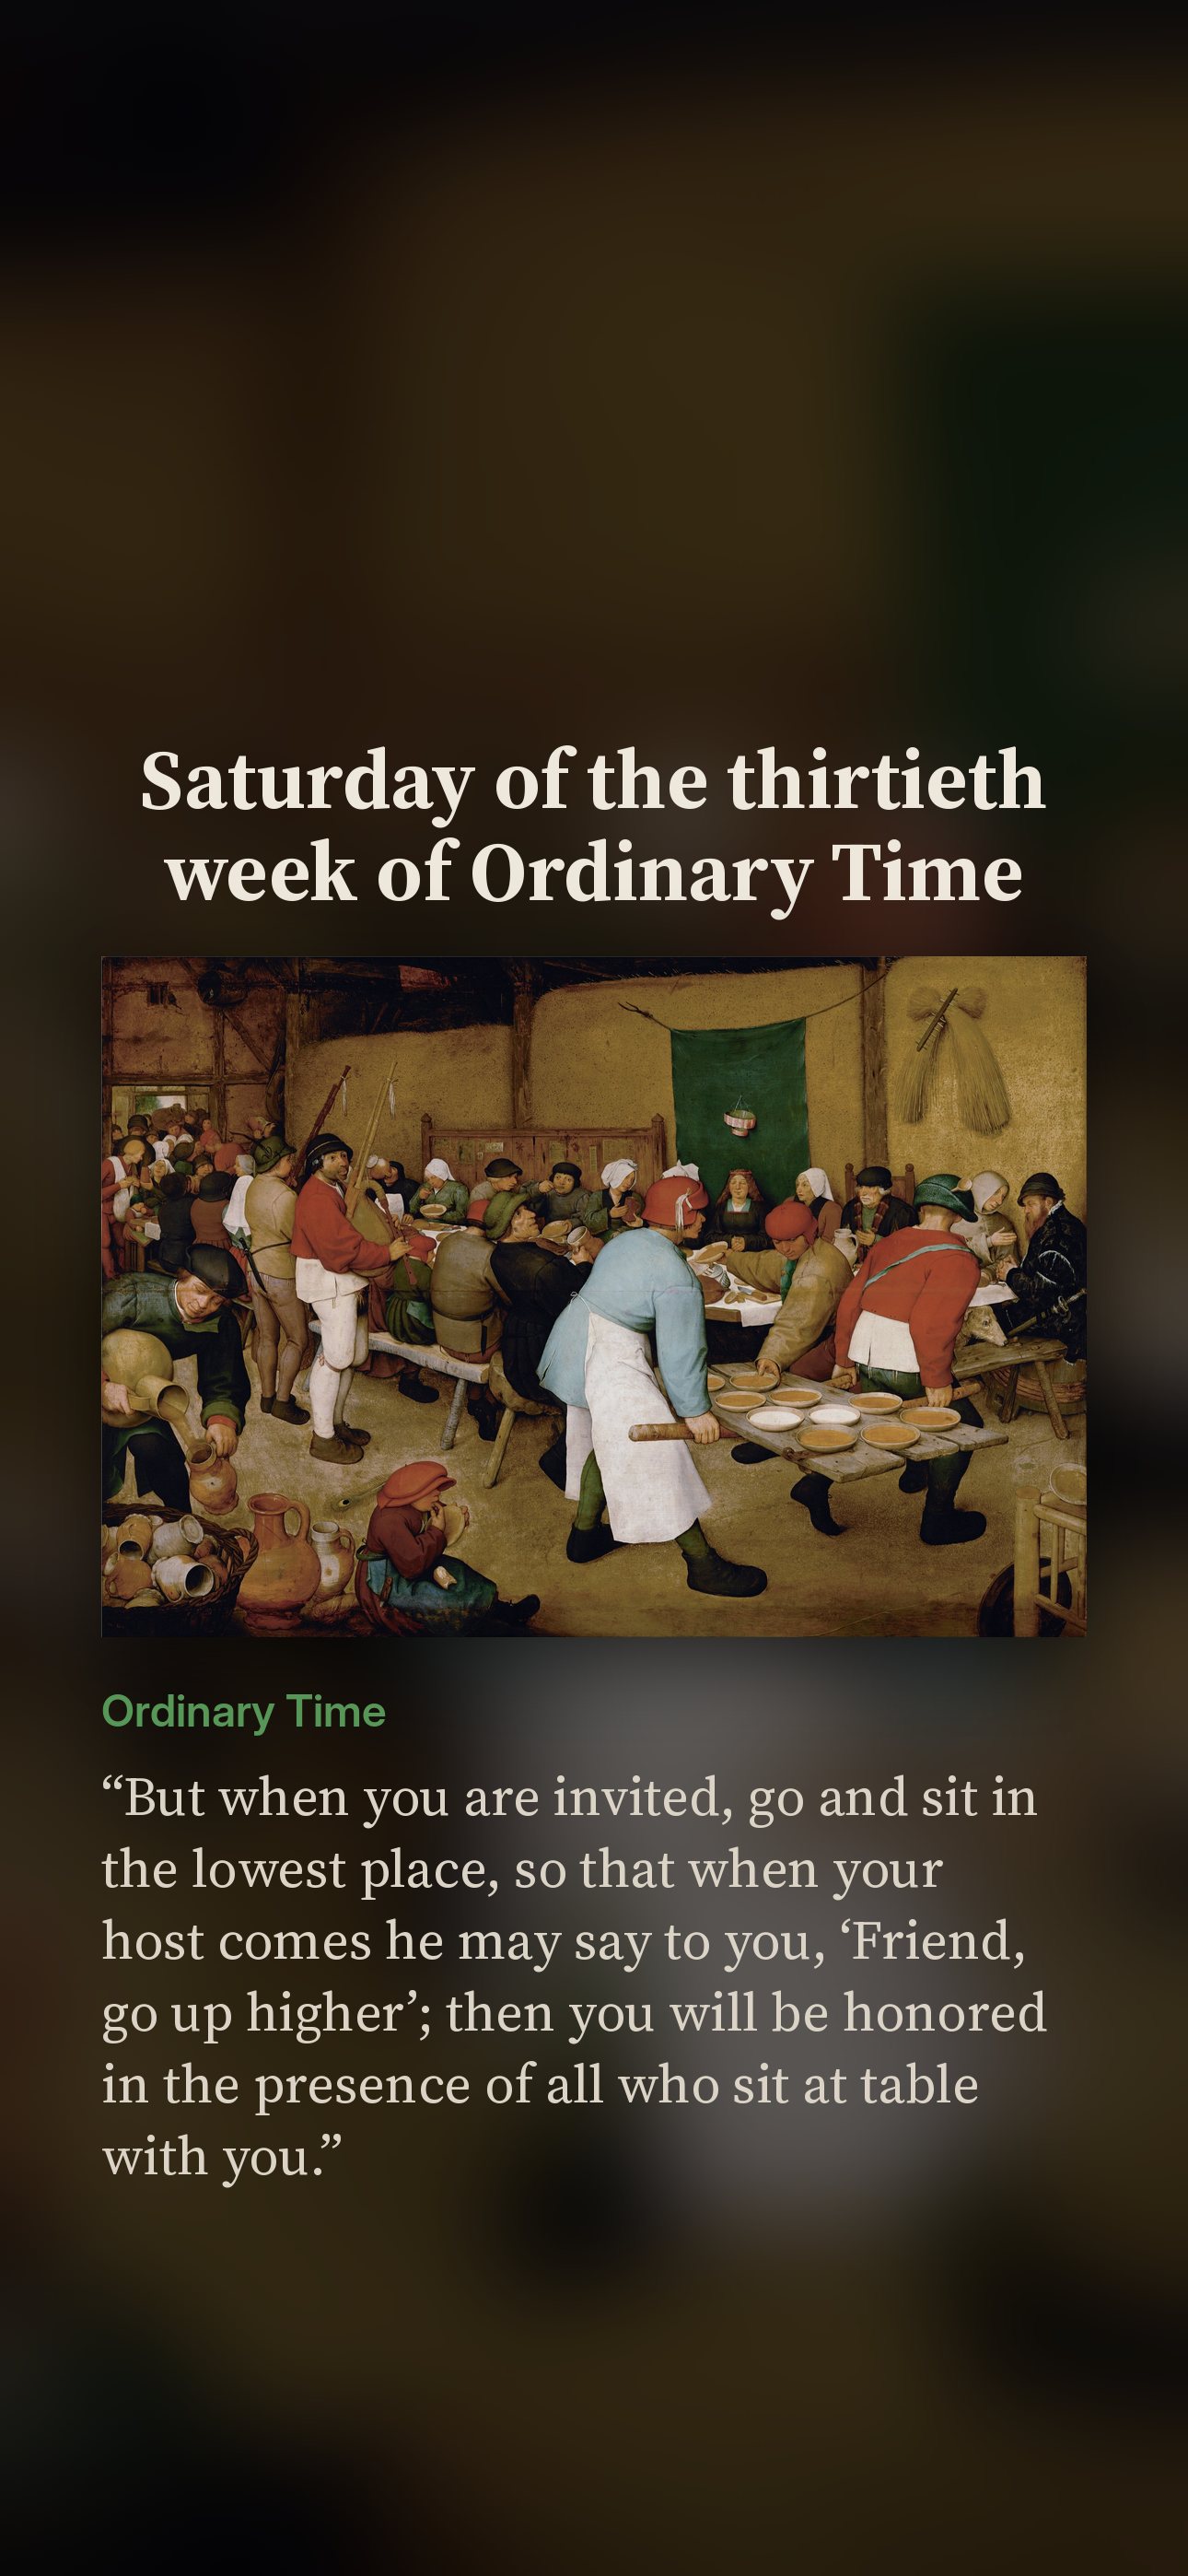 Saturday of the thirtieth
week of Ordinary Time
Ordinary Time
“But when you are invited, go and sit in
the lowest place, so that when your
host comes he may say to you, ‘Friend,
go up higher’; then you will be honored
in the presence of all who sit at table
with you.”